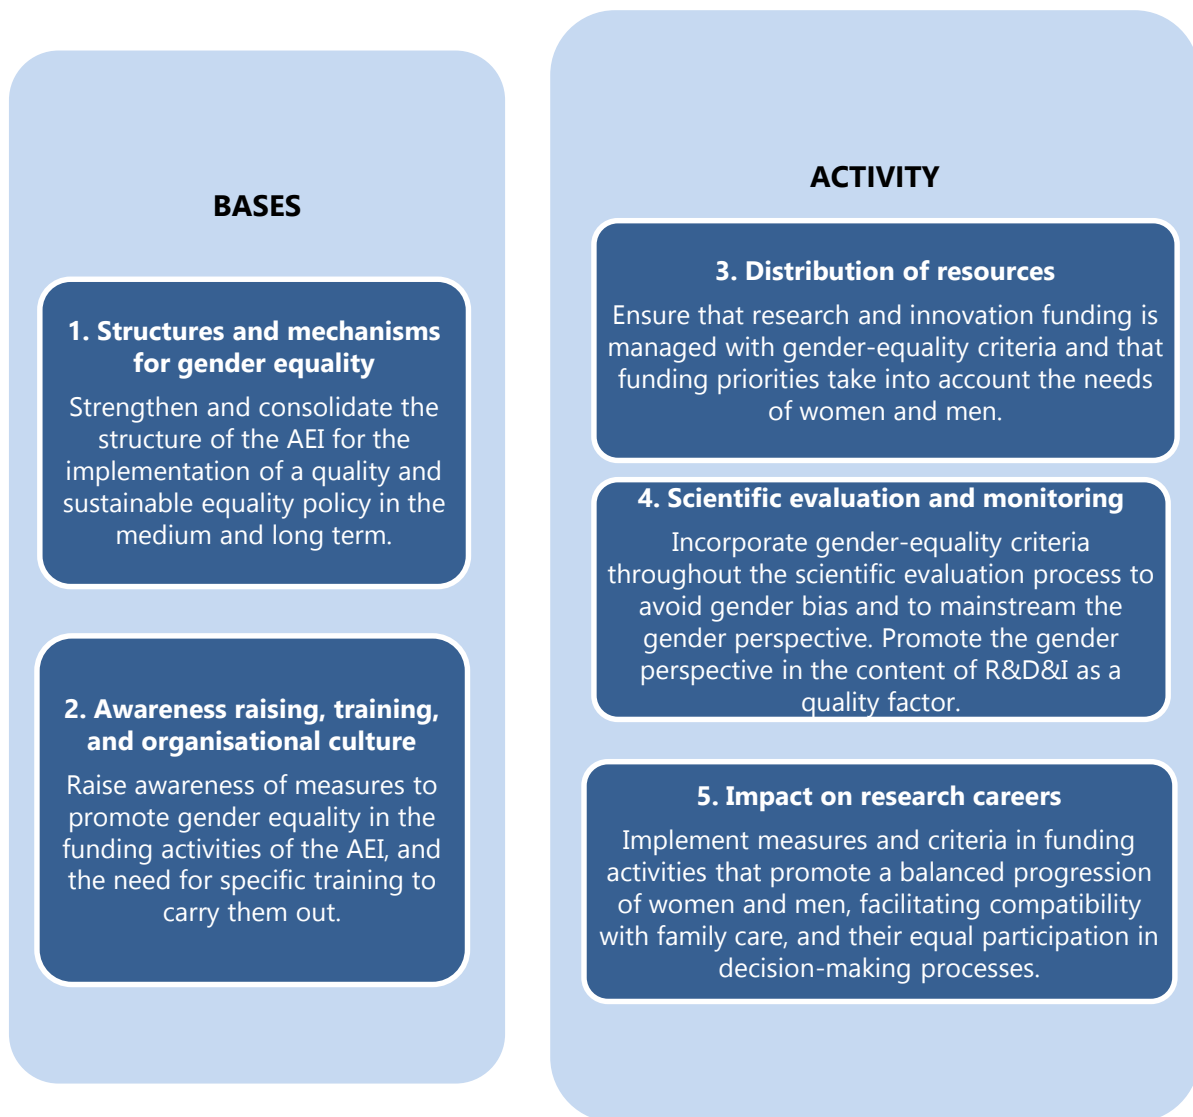 BASES
1. Structures and mechanisms
for gender equality
Strengthen and consolidate the
structure of the AEI for the
implementation of a quality and
sustainable equality policy in the
medium and long term.
2. Awareness raising, training,
and organisational culture
Raise awareness of measures to
promote gender equality in the
funding activities of the AEI, and
the need for specific training to
carry them out.
ACTIVITY
3. Distribution of resources
Ensure that research and innovation funding is
managed with gender-equality criteria and that
funding priorities take into account the needs
of women and men.
4. Scientific evaluation and monitoring
Incorporate gender-equality criteria
throughout the scientific evaluation process to
avoid gender bias and to mainstream the
gender perspective. Promote the gender
perspective in the content of R&D&I as a
quality factor.
5. Impact on research careers
Implement measures and criteria in funding
activities that promote a balanced progression
of women and men, facilitating compatibility
with family care, and their equal participation in
decision-making processes.